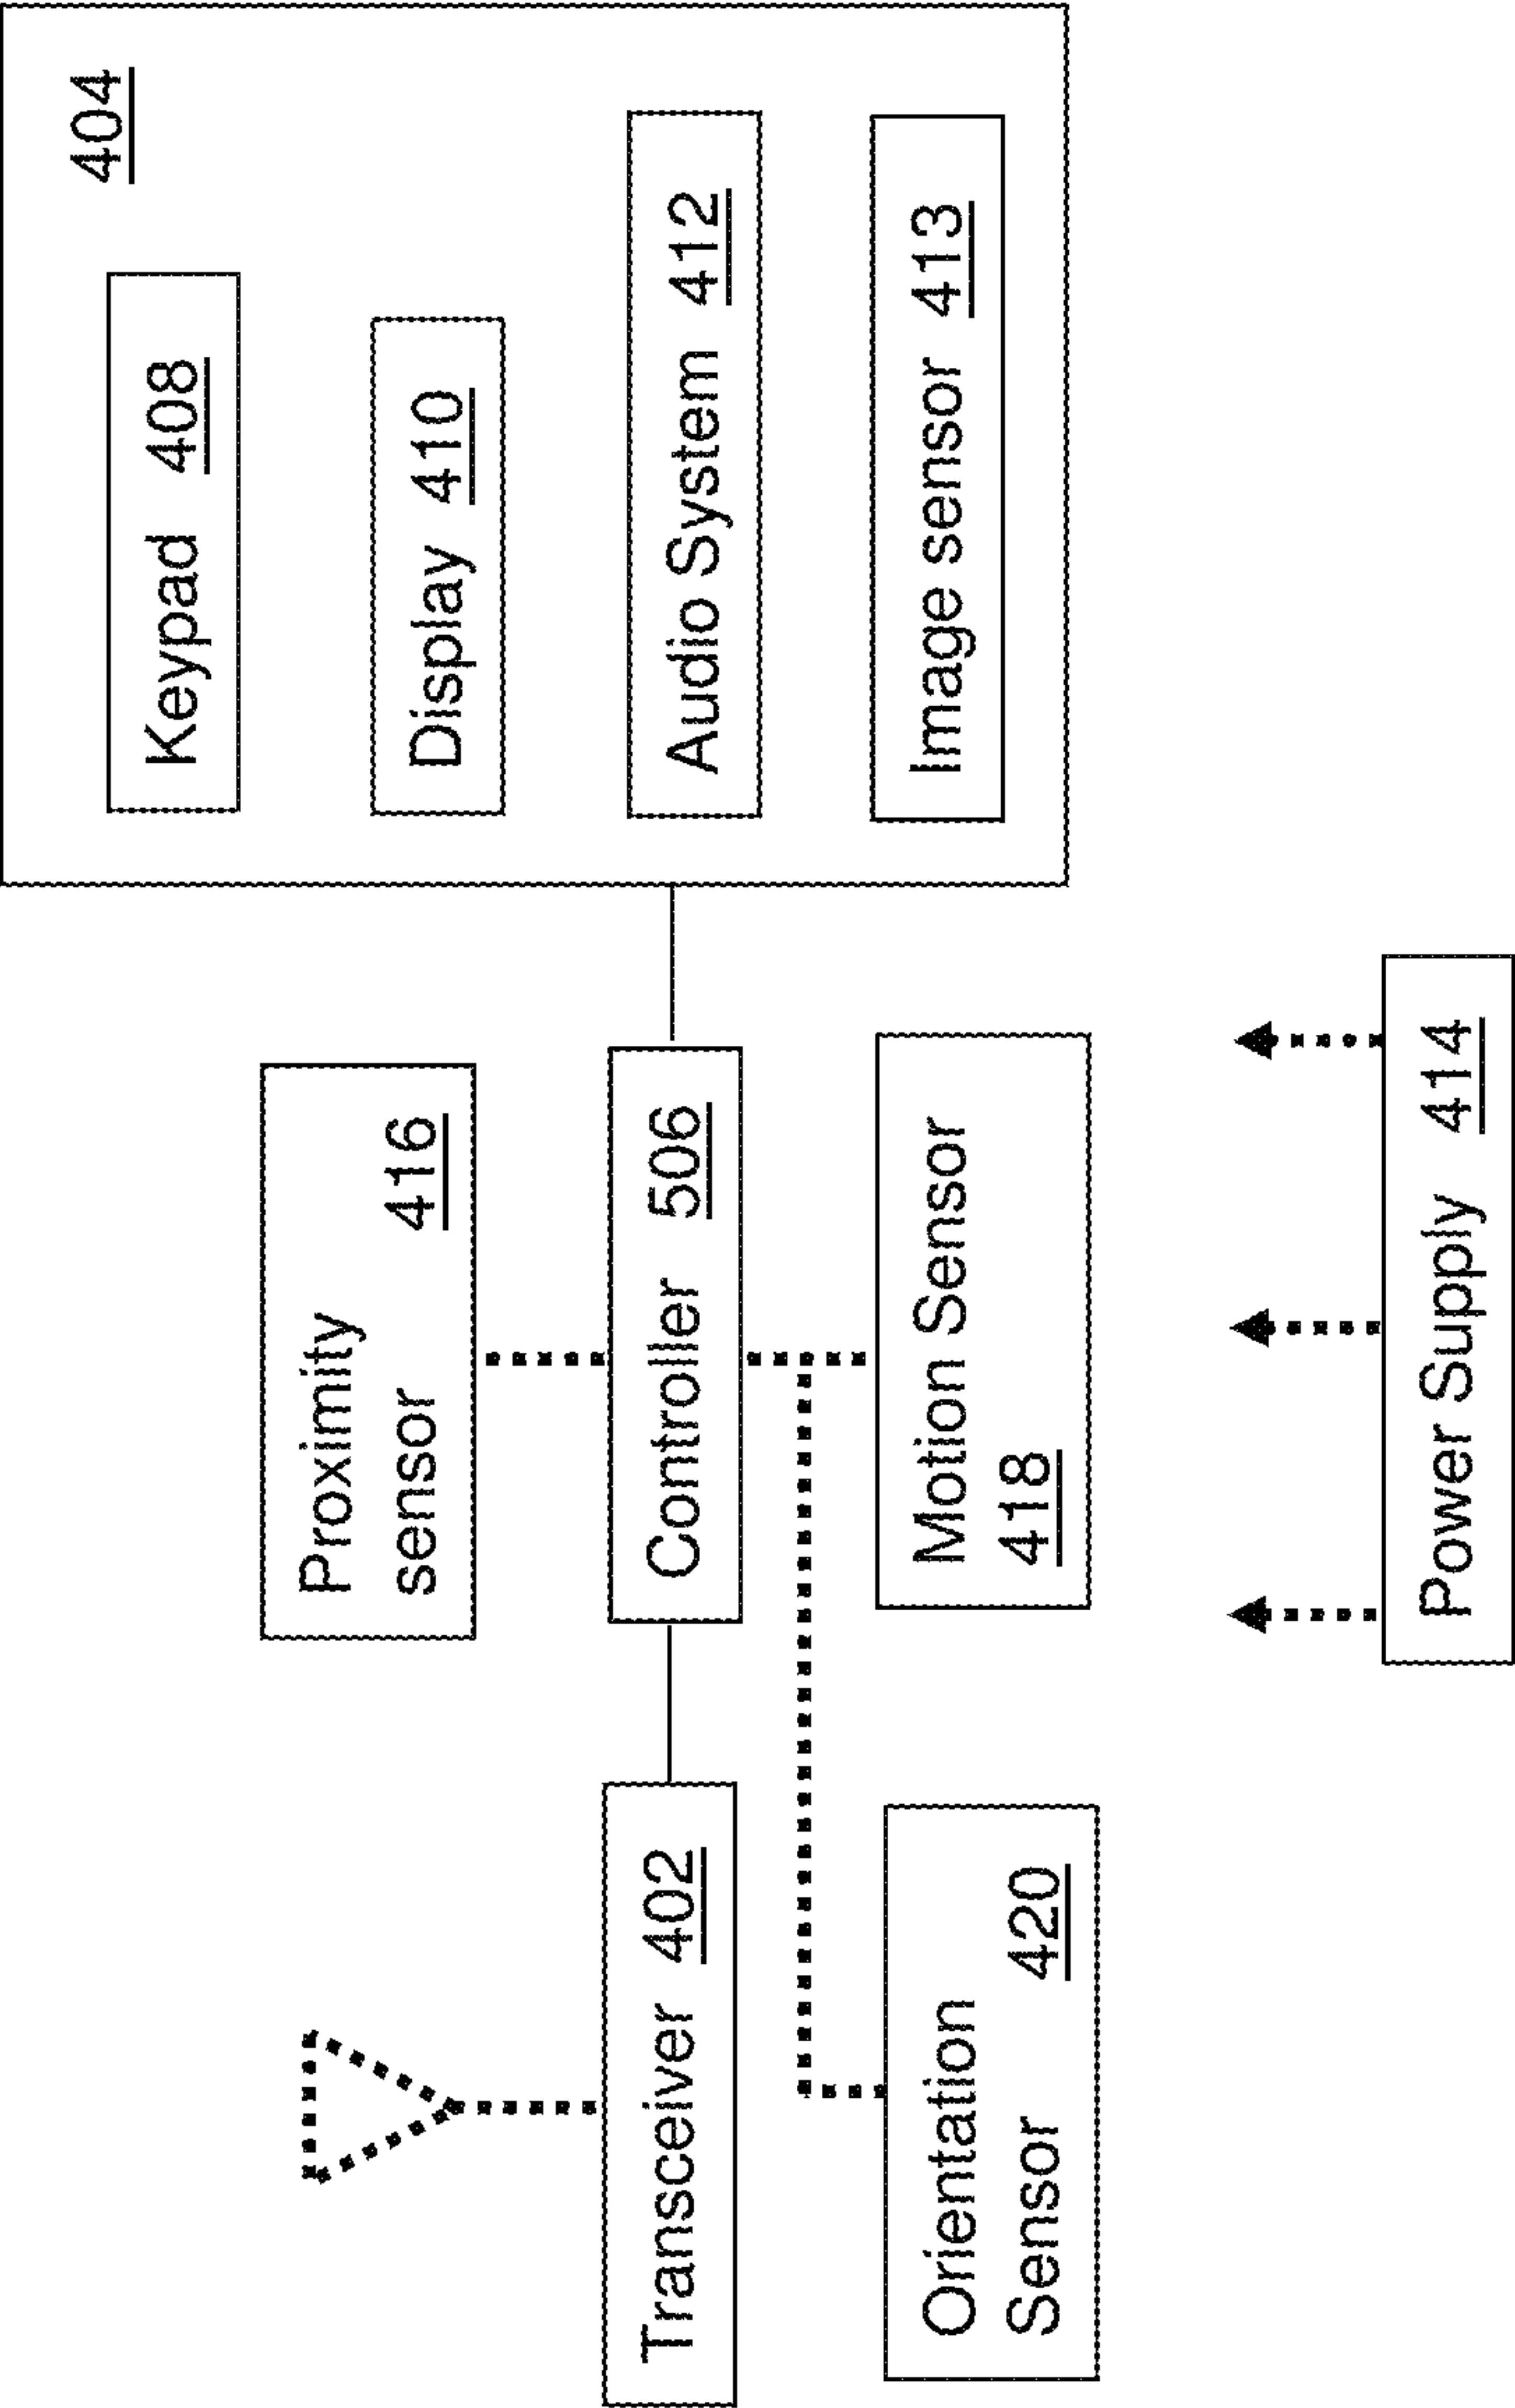 404
Keypad 408
Display 410
Audio System 412
Image sensor 413
Proximity
sensor 416
Controller 506
Motion Sensor
418
Transceiver 402
Orientation
Sensor 420
Power Supply 414